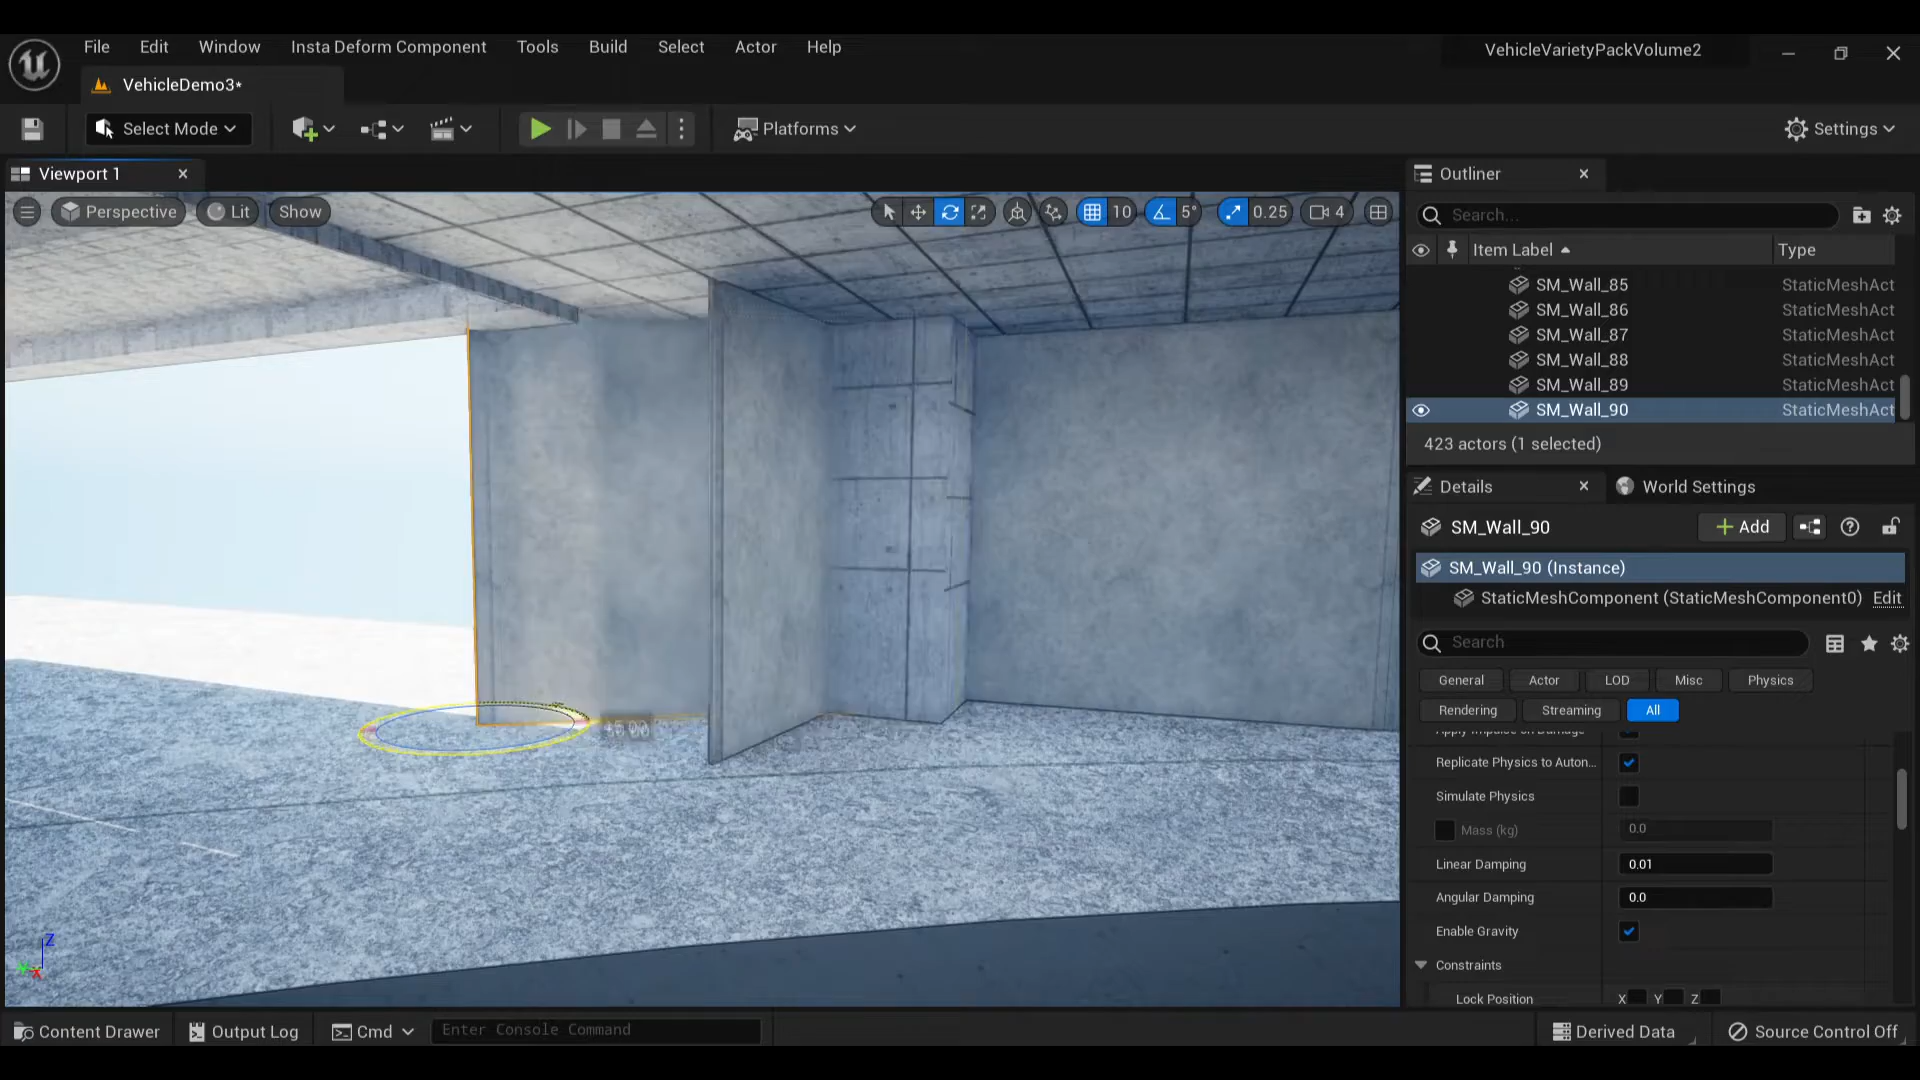 File Edit Window Insta Deform Component Tools Build Select Actor Help
VehicleVarietyPackVolume2
VehicleDemo3*
Select Mode
Platforms
Settings
Viewport 1
Perspective
Lit
Show
10
5°
0.25
4
Outliner
Search...
Item Label
Type
SM_Wall_85 StaticMeshAct
SM_Wall_86 StaticMeshAct
SM_Wall_87 StaticMeshAct
SM_Wall_88 StaticMeshAct
SM_Wall_89 StaticMeshAct
SM_Wall_90 StaticMeshAct
423 actors (1 selected)
Details
World Settings
SM_Wall_90
Add
SM_Wall_90 (Instance)
StaticMeshComponent (StaticMeshComponent0) Edit
Search
General Actor LOD Misc Physics
Rendering Streaming All
Apply Impulse on Damage
Replicate Physics to Auton...
Simulate Physics
Mass (kg) 0.0
Linear Damping 0.01
Angular Damping 0.0
Enable Gravity
Constraints
Lock Position X Y Z
Z
Y
X
Content Drawer
Output Log
Cmd
Enter Console Command
Derived Data
Source Control Off